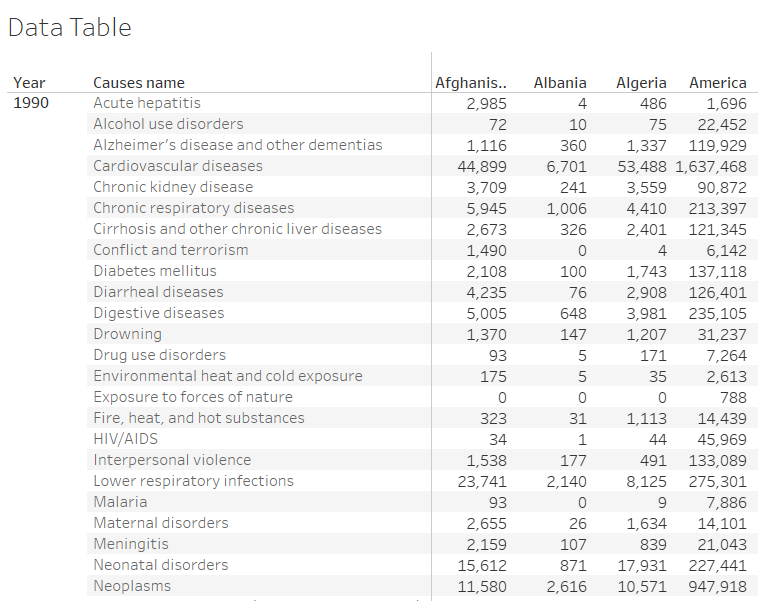 Data Table
Year Causes name Afghanis.. Albania Algeria America
1990 Acute hepatitis 2,985 4 486 1,696
Alcohol use disorders 72 10 75 22,452
Alzheimer's disease and other dementias 1,116 360 1,337 119,929
Cardiovascular diseases 44,899 6,701 53,488 1,637,468
Chronic kidney disease 3,709 241 3,559 90,872
Chronic respiratory diseases 5,945 1,006 4,410 213,397
Cirrhosis and other chronic liver diseases 2,673 326 2,401 121,345
Conflict and terrorism 1,490 0 4 6,142
Diabetes mellitus 2,108 100 1,743 137,118
Diarrheal diseases 4,235 76 2,908 126,401
Digestive diseases 5,005 648 3,981 235,105
Drowning 1,370 147 1,207 31,237
Drug use disorders 93 5 171 7,264
Environmental heat and cold exposure 175 5 35 2,613
Exposure to forces of nature 0 0 0 788
Fire, heat, and hot substances 323 31 1,113 14,439
HIV/AIDS 34 1 44 45,969
Interpersonal violence 1,538 177 491 133,089
Lower respiratory infections 23,741 2,140 8,125 275,301
Malaria 93 0 9 7,886
Maternal disorders 2,655 26 1,634 14,101
Meningitis 2,159 107 839 21,043
Neonatal disorders 15,612 871 17,931 227,441
Neoplasms 11,580 2,616 10,571 947,918